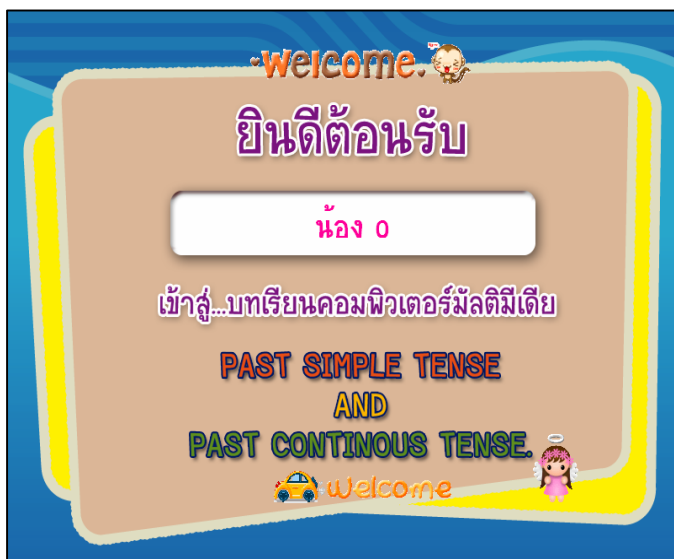 Welcome.
ยินดีต้อนรับ
น้อง 0
เข้าสู่...บทเรียนคอมพิวเตอร์มัลติมีเดีย
PAST SIMPLE TENSE
AND
PAST CONTINOUS TENSE.
Welcome